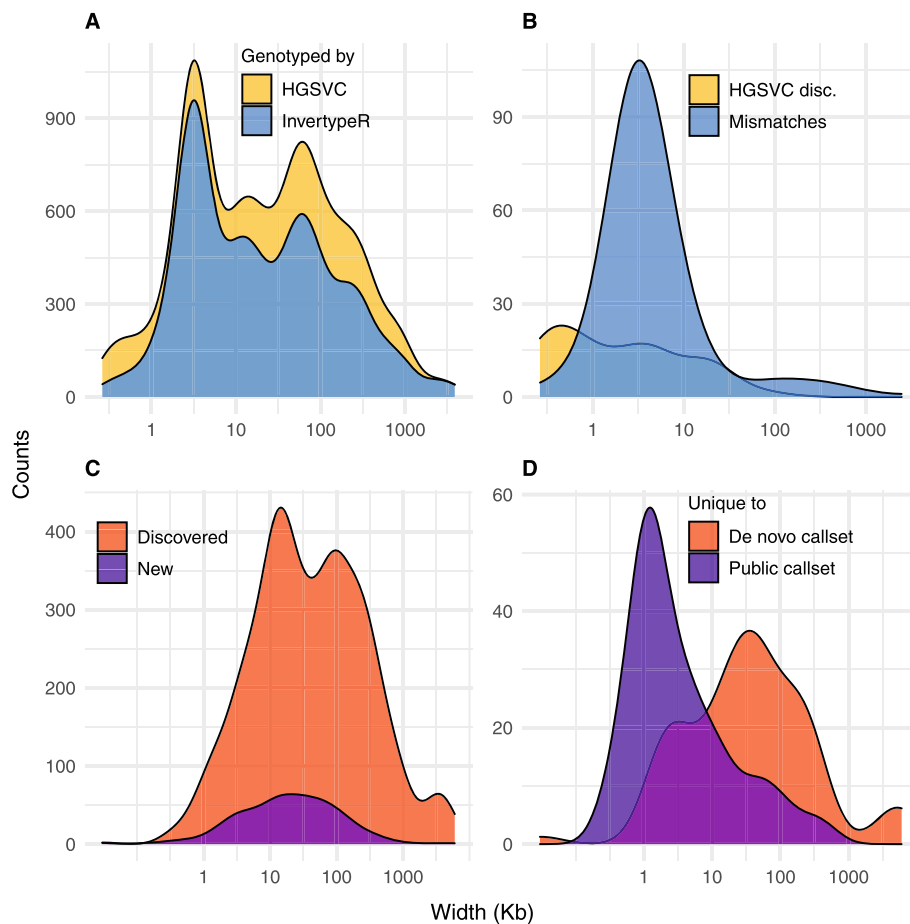 A
Genotyped by
HGSVC
InvertypeR
900
600
300
0
1 10 100 1000
B
HGSVC disc.
Mismatches
90
60
30
0
1 10 100 1000
Counts
C
Discovered
New
400
300
200
100
0
1 10 100 1000
D
Unique to
De novo callset
Public callset
60
40
20
0
1 10 100 1000
Width (Kb)